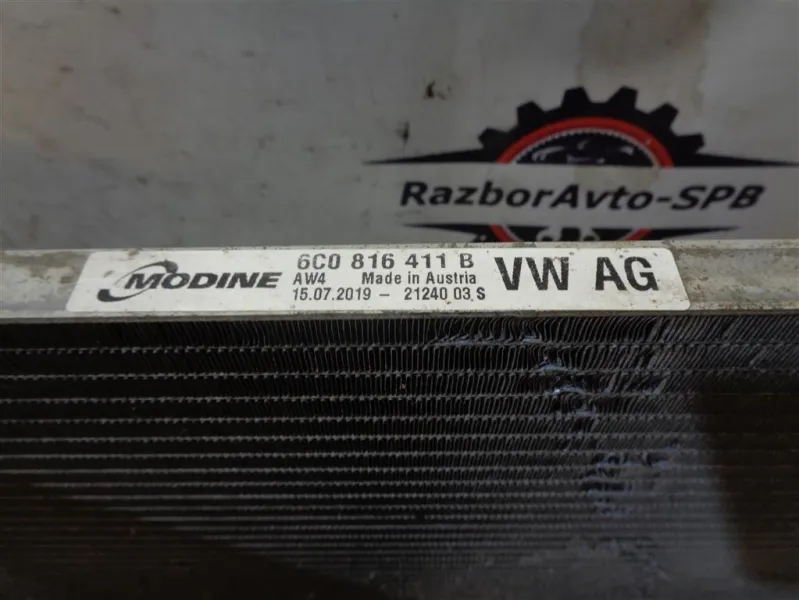 RazborAvto-SPB
MODINE
6C0 816 411 B
AW4 Made in Austria
15.07.2019 - 21240 03 S
VW AG